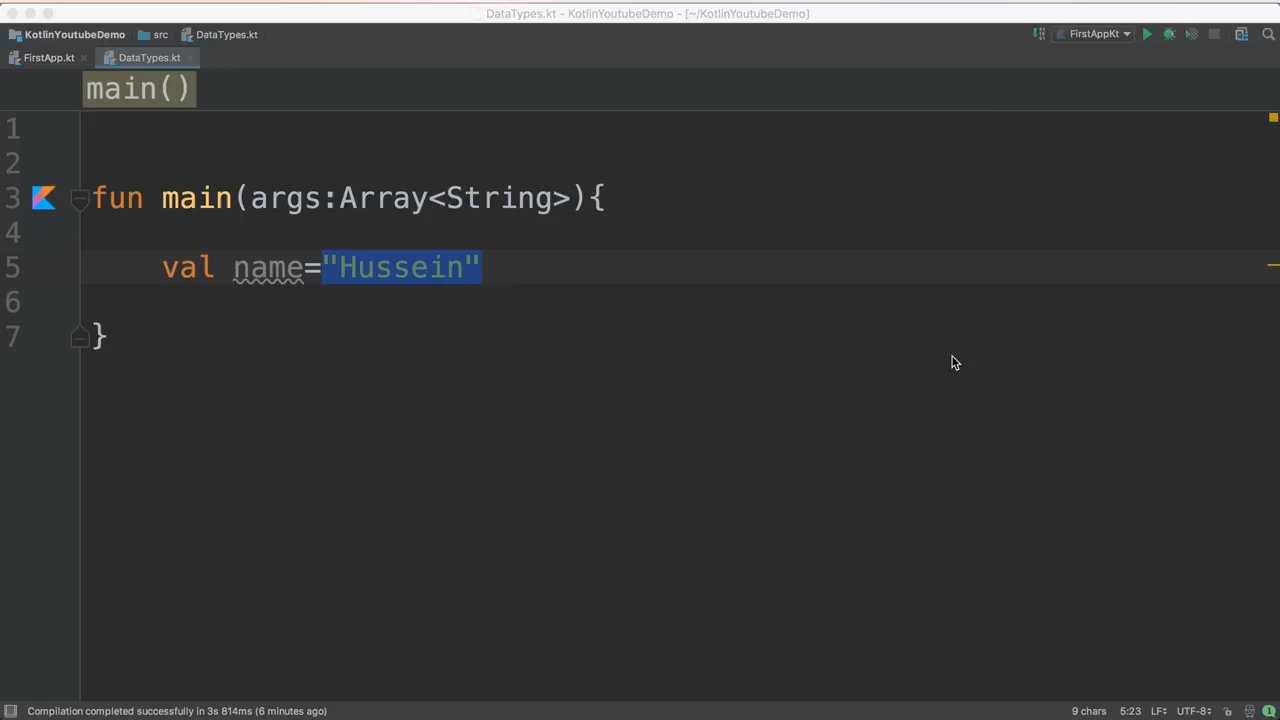 DataTypes.kt - KotlinYoutubeDemo - [~/KotlinYoutubeDemo]
KotlinYoutubeDemo src DataTypes.kt FirstAppKt
FirstApp.kt DataTypes.kt
main()
1
2
3 fun main(args:Array<String>){
4
5 val name="Hussein"
6
7 }
Compilation completed successfully in 3s 814ms (6 minutes ago) 9 chars 5:23 LF UTF-8 1